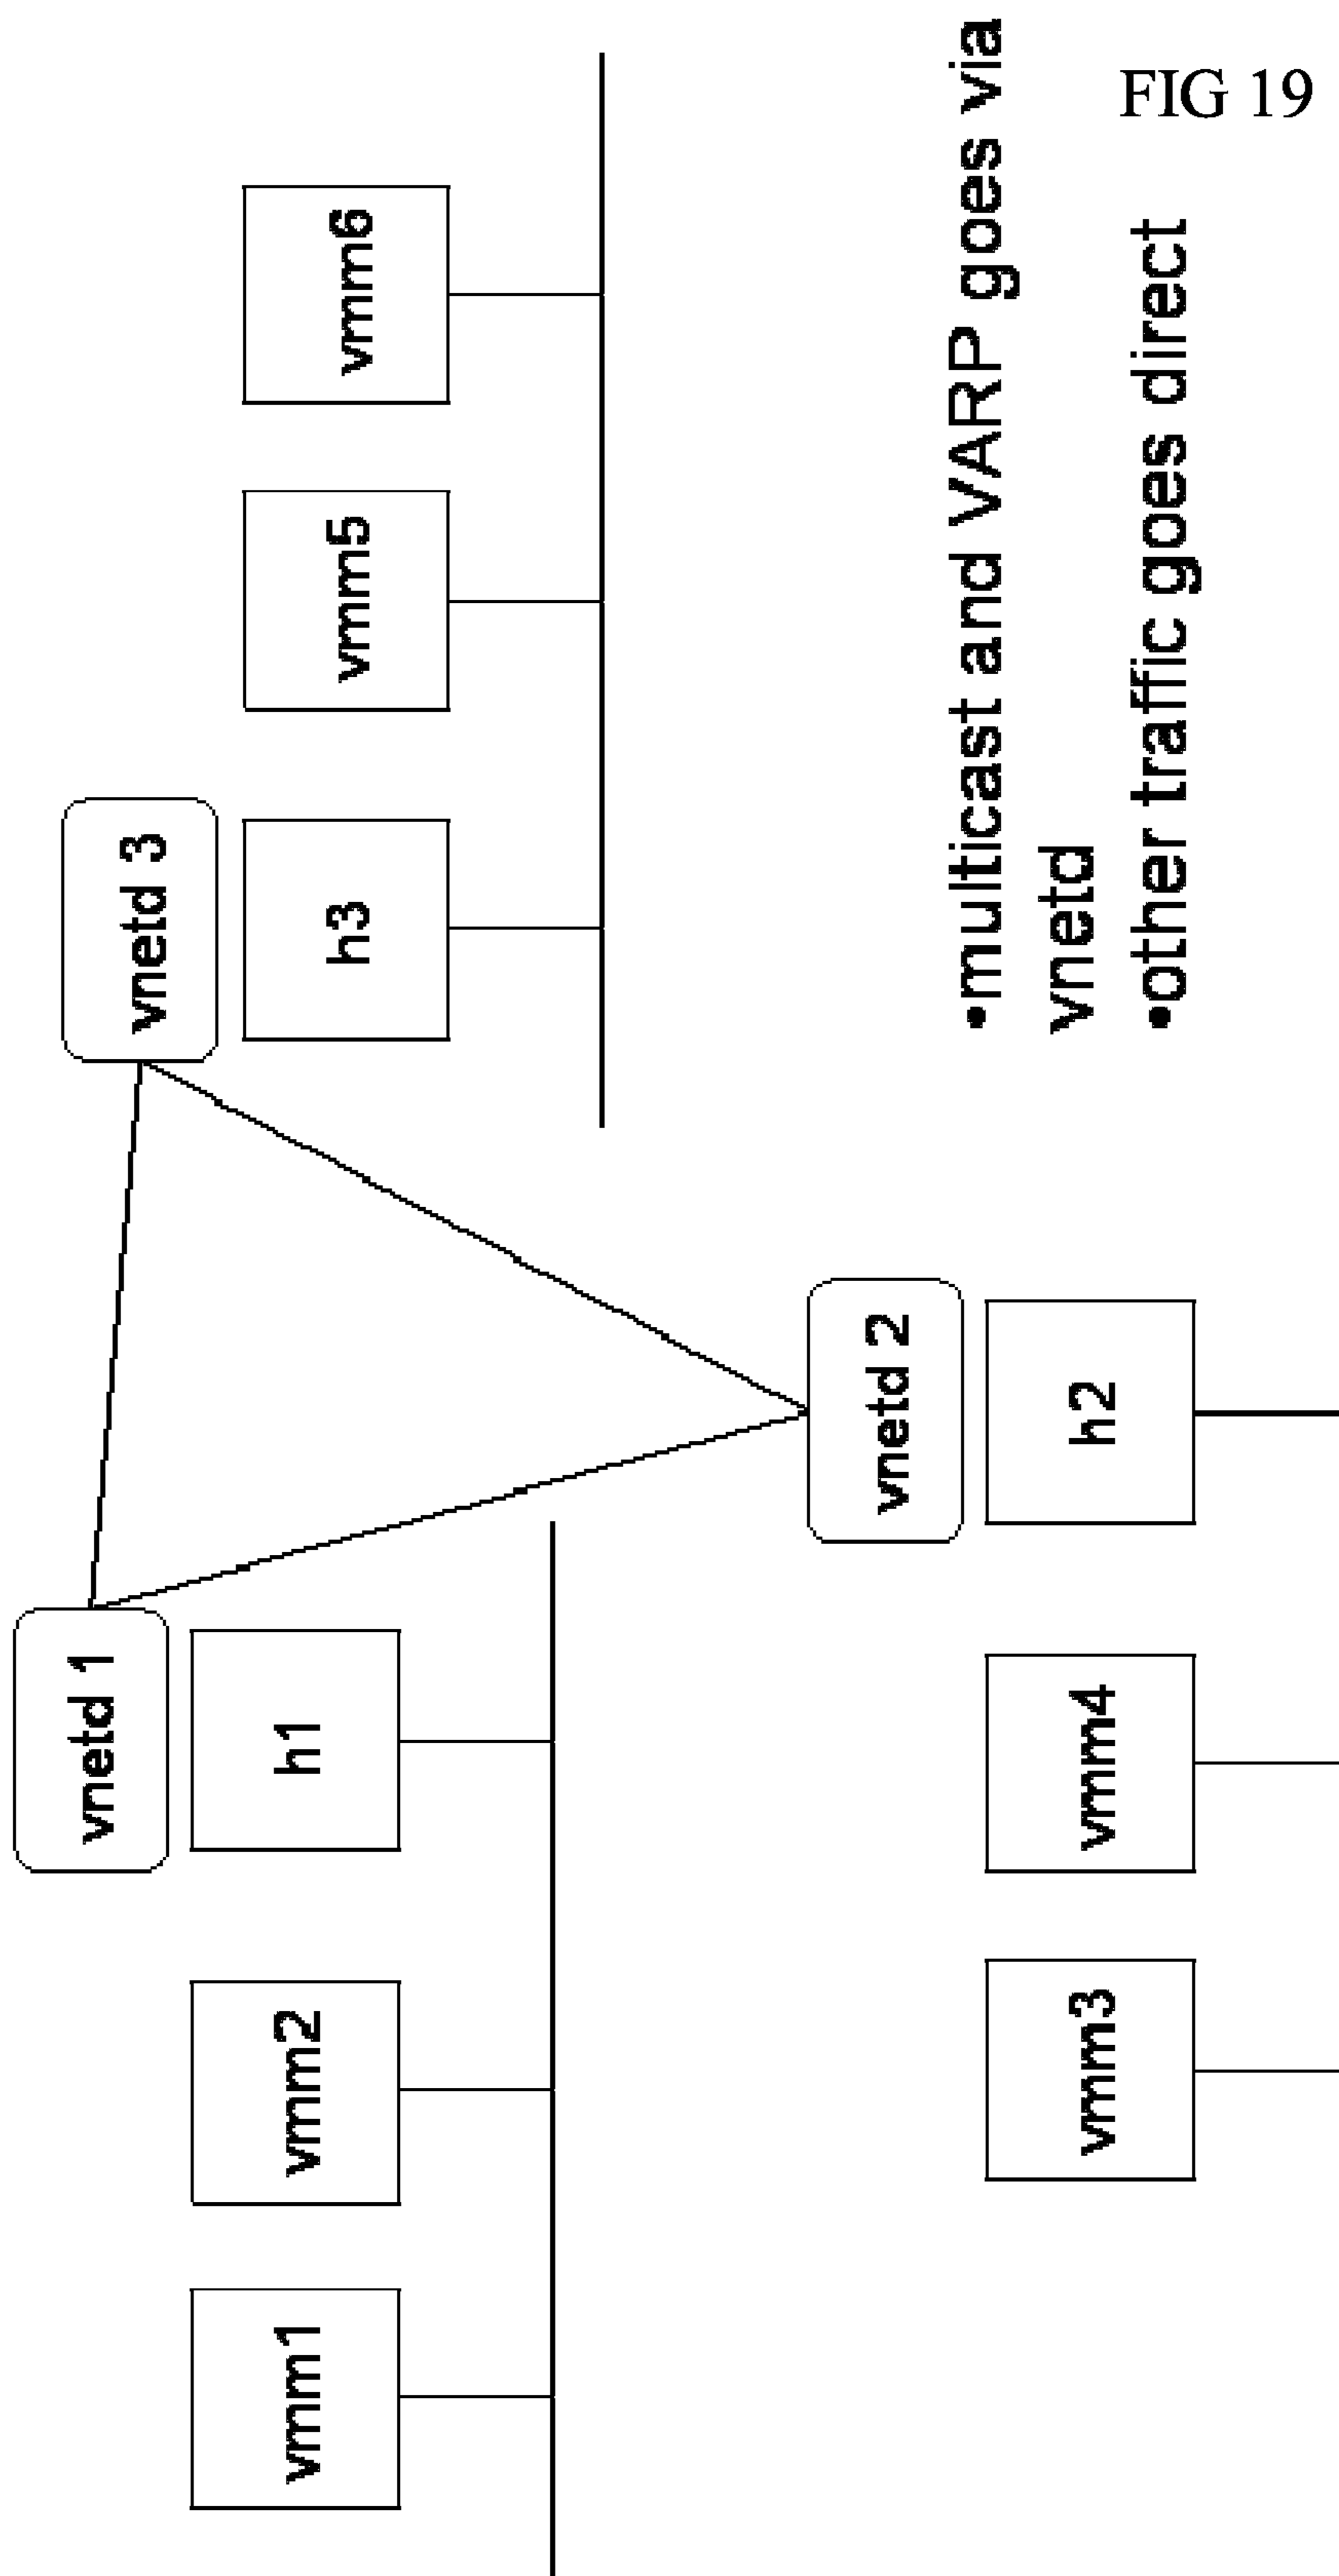 vnetd 1
vnetd 3
vmm1
vmm2
h1
h3
vmm5
vmm6
vnetd 2
vmm3
vmm4
h2
•multicast and VARP goes via
vnetd
•other traffic goes direct
FIG 19